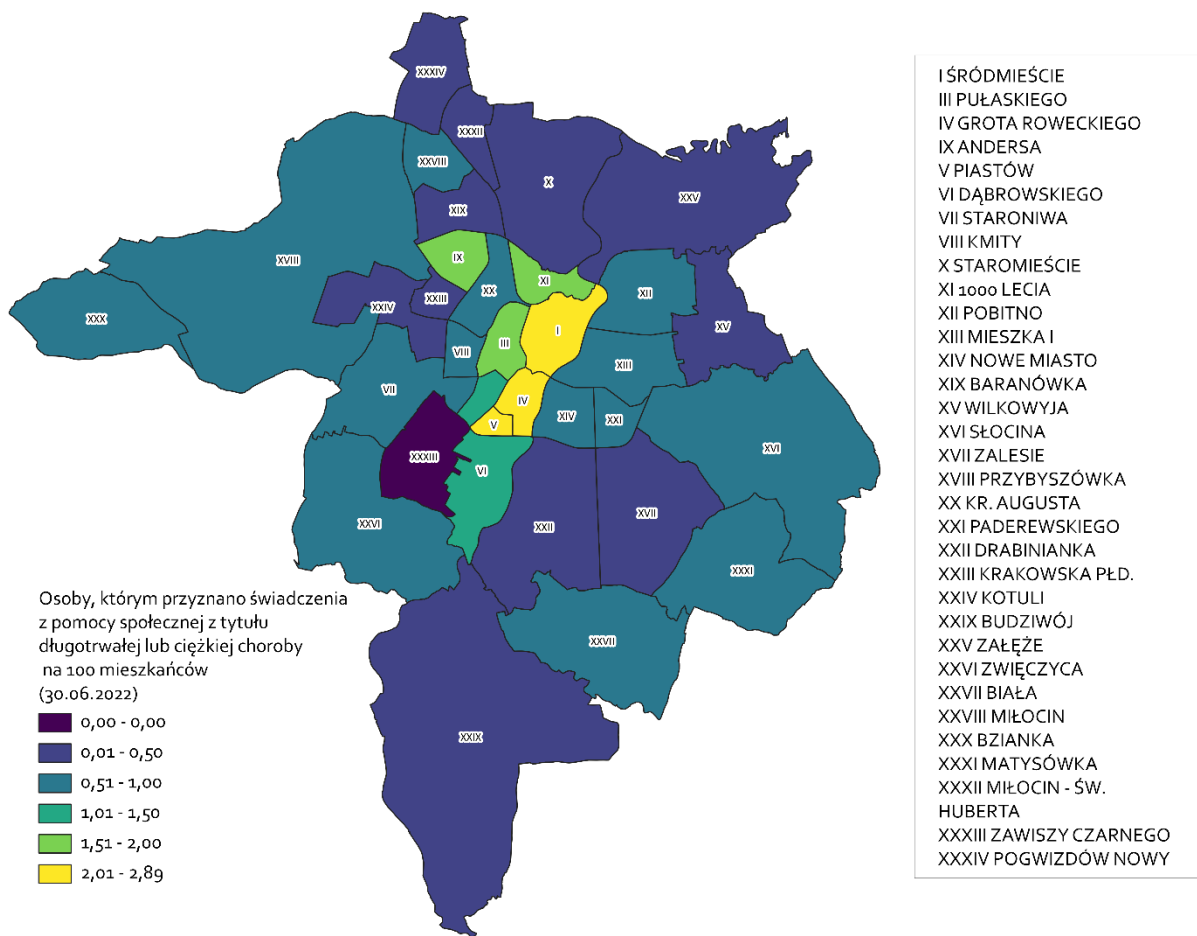 XXXIV
XXXII
XXVIII
X
XXV
XIX
IX
XVIII
XI
XX
XII
XXIII
XXIV
XXX
XV
I
III
VIII
XIII
VII
IV
XIV
XXI
V
XVI
XXXIII
VI
XVII
XXVI
XXII
XXXI
XXVII
XXIX
Osoby, którym przyznano świadczenia
z pomocy społecznej z tytułu
długotrwałej lub ciężkiej choroby
na 100 mieszkańców
(30.06.2022)
0,00 - 0,00
0,01 - 0,50
0,51 - 1,00
1,01 - 1,50
1,51 - 2,00
2,01 - 2,89
I ŚRÓDMIEŚCIE
III PUŁASKIEGO
IV GROTA ROWECKIEGO
IX ANDERSA
V PIASTÓW
VI DĄBROWSKIEGO
VII STARONIWA
VIII KMITY
X STAROMIEŚCIE
XI 1000 LECIA
XII POBITNO
XIII MIESZKA I
XIV NOWE MIASTO
XIX BARANÓWKA
XV WILKOWYJA
XVI SŁOCINA
XVII ZALESIE
XVIII PRZYBYSZÓWKA
XX KR. AUGUSTA
XXI PADEREWSKIEGO
XXII DRABINIANKA
XXIII KRAKOWSKA PŁD.
XXIV KOTULI
XXIX BUDZIWÓJ
XXV ZAŁĘŻE
XXVI ZWIĘCZYCA
XXVII BIAŁA
XXVIII MIŁOCIN
XXX BZIANKA
XXXI MATYSÓWKA
XXXII MIŁOCIN - ŚW.
HUBERTA
XXXIII ZAWISZY CZARNEGO
XXXIV POGWIZDÓW NOWY